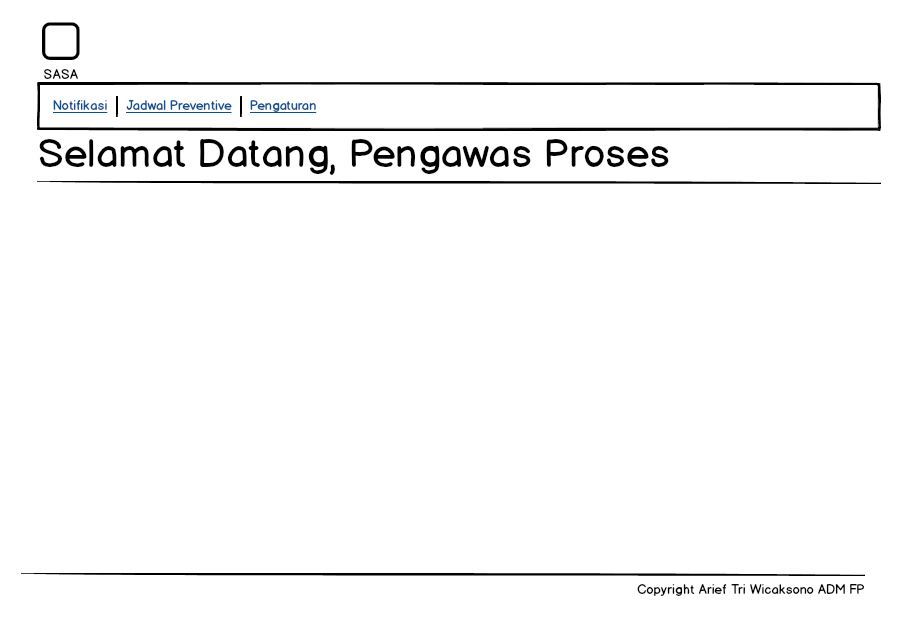 SASA
Notifikasi | Jadwal Preventive | Pengaturan
Selamat Datang, Pengawas Proses
Copyright Arief Tri Wicaksono ADM FP